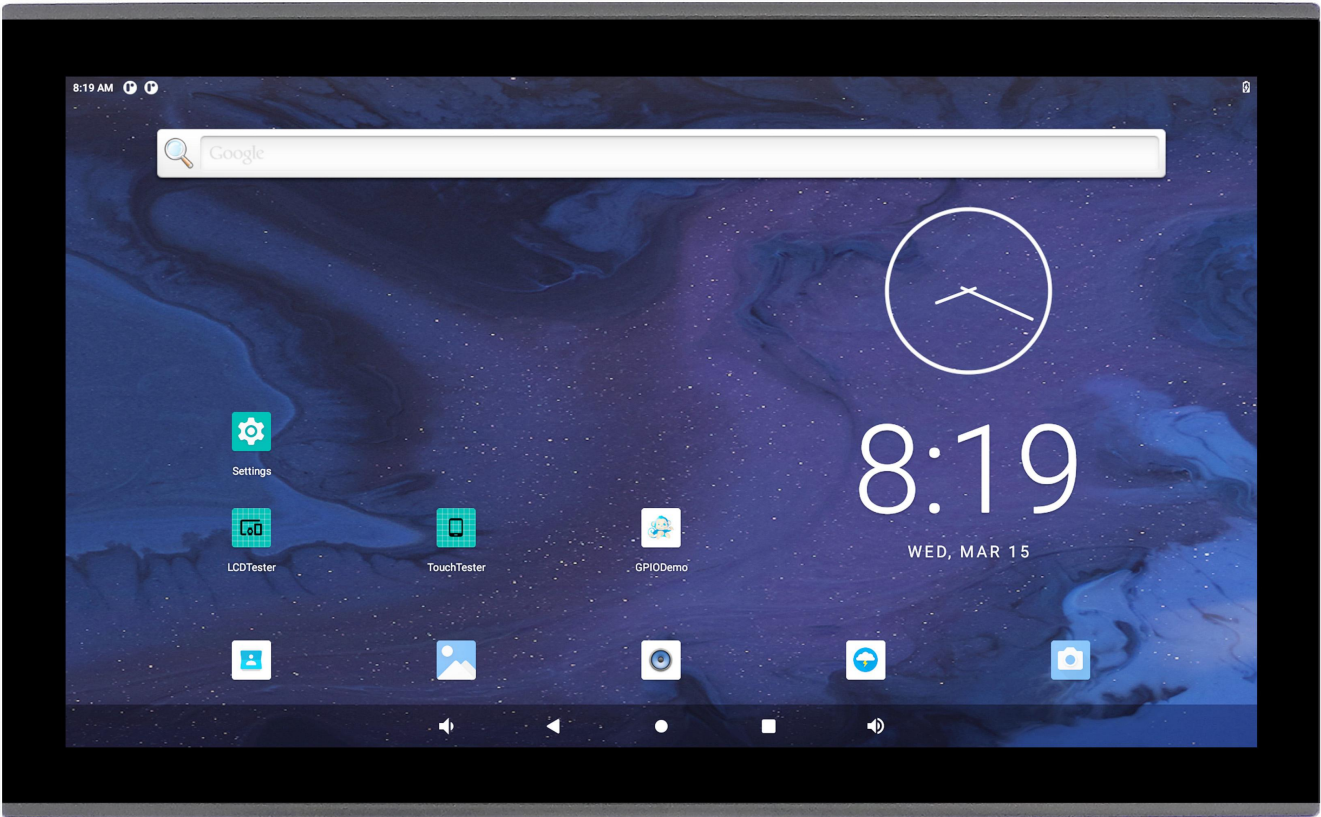 8:19 AM
Google
8:19
WED, MAR 15
Settings
LCDTester
TouchTester
GPIODemo